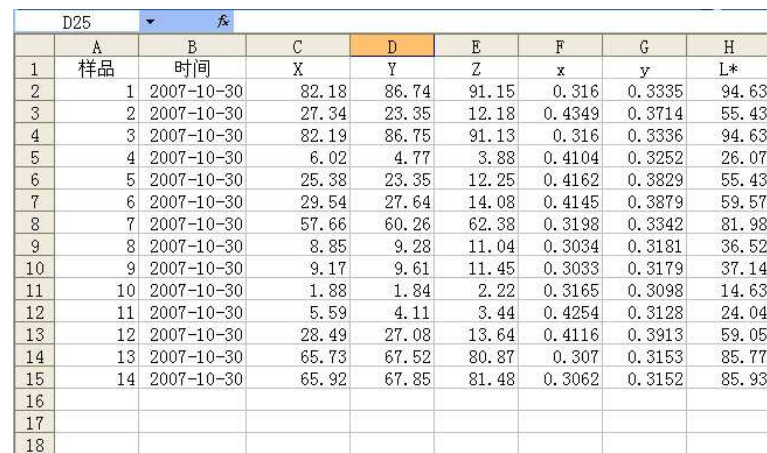 D25 fx
A B C D E F G H
1 样品 时间 X Y Z x y L*
2 1 2007-10-30 82.18 86.74 91.15 0.316 0.3335 94.63
3 2 2007-10-30 27.34 23.35 12.18 0.4349 0.3714 55.43
4 3 2007-10-30 82.19 86.75 91.13 0.316 0.3336 94.63
5 4 2007-10-30 6.02 4.77 3.88 0.4104 0.3252 26.07
6 5 2007-10-30 25.38 23.35 12.25 0.4162 0.3829 55.43
7 6 2007-10-30 29.54 27.64 14.08 0.4145 0.3879 59.57
8 7 2007-10-30 57.66 60.26 62.38 0.3198 0.3342 81.98
9 8 2007-10-30 8.85 9.28 11.04 0.3034 0.3181 36.52
10 9 2007-10-30 9.17 9.61 11.45 0.3033 0.3179 37.14
11 10 2007-10-30 1.88 1.84 2.22 0.3165 0.3098 14.63
12 11 2007-10-30 5.59 4.11 3.44 0.4254 0.3128 24.04
13 12 2007-10-30 28.49 27.08 13.64 0.4116 0.3913 59.05
14 13 2007-10-30 65.73 67.52 80.87 0.307 0.3153 85.77
15 14 2007-10-30 65.92 67.85 81.48 0.3062 0.3152 85.93
16
17
18